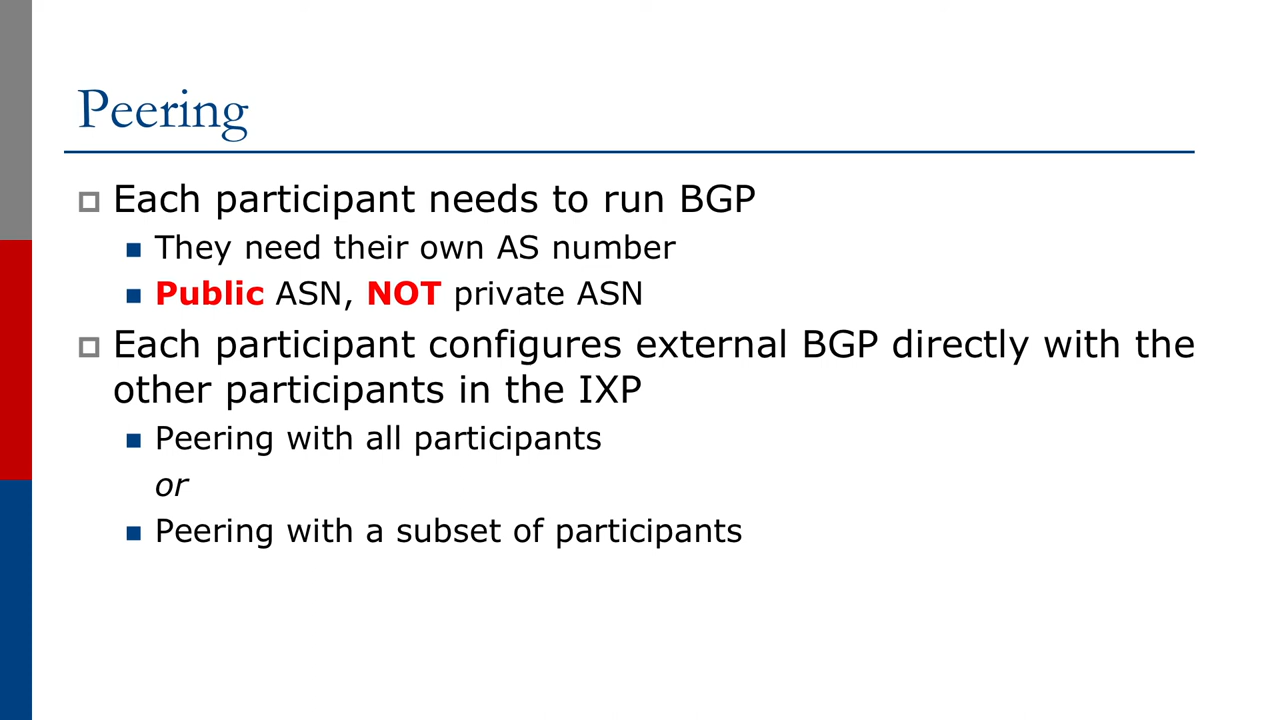 Peering
Each participant needs to run BGP
They need their own AS number
Public ASN, NOT private ASN
Each participant configures external BGP directly with the
other participants in the IXP
Peering with all participants
or
Peering with a subset of participants